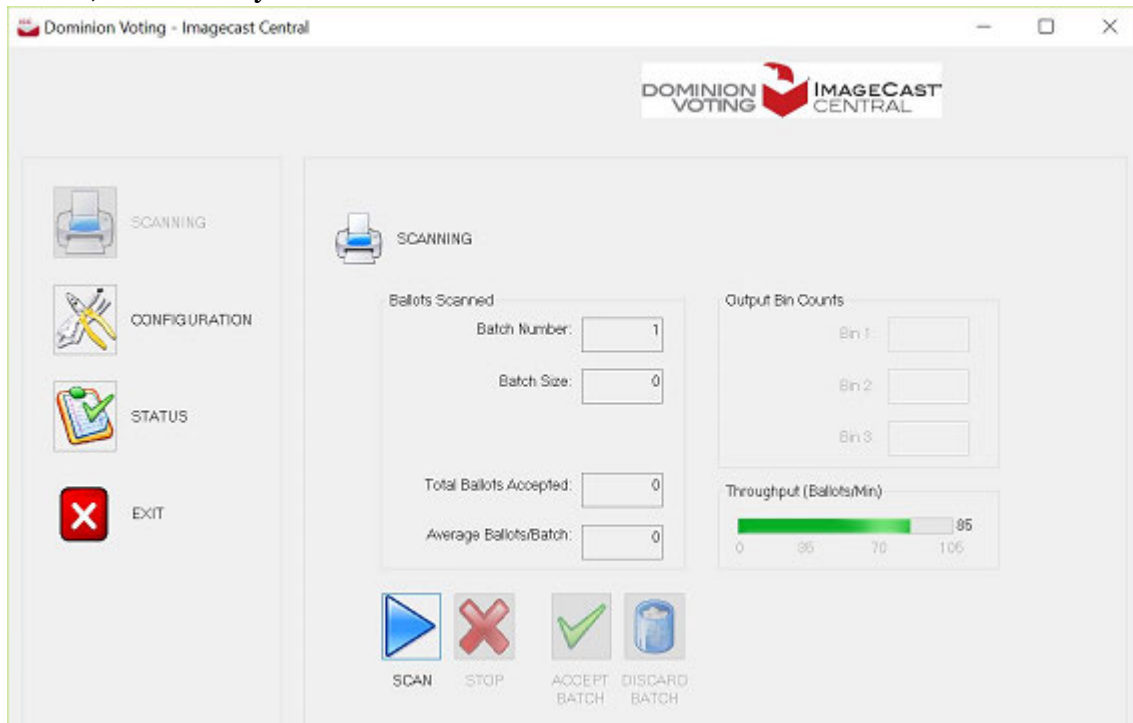 Dominion Voting - Imagecast Central
DOMINION VOTING IMAGECAST CENTRAL
SCANNING
CONFIGURATION
STATUS
EXIT
SCANNING
Ballots Scanned
Batch Number: 1
Batch Size: 0
Total Ballots Accepted: 0
Average Ballots/Batch: 0
Output Bin Counts
Bin 1:
Bin 2
Bin 3
Throughput (Ballots/Min)
85
0 35 70 105
SCAN
STOP
ACCEPT BATCH
DISCARD BATCH